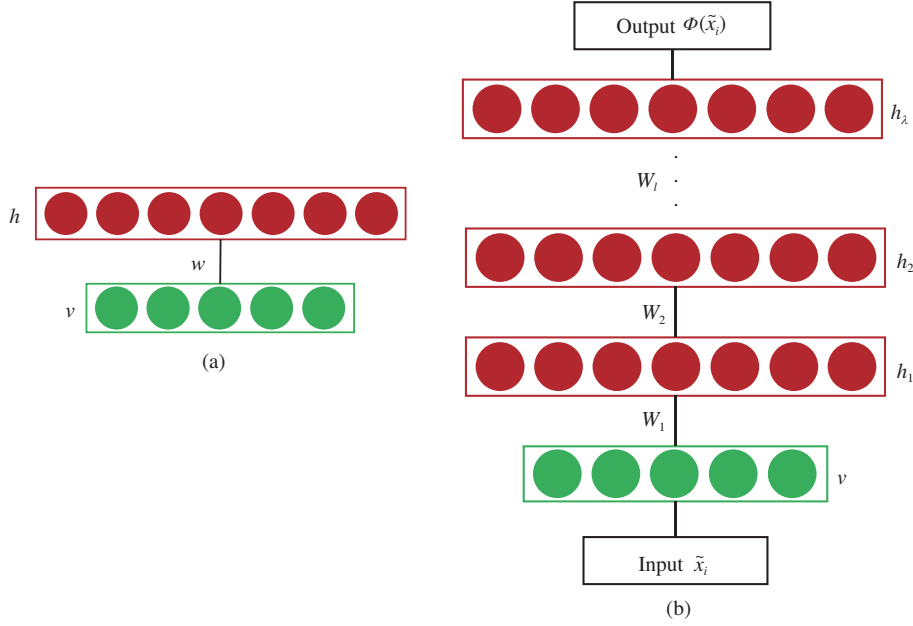 h
w
v
(a)
Output Φ(x̃ᵢ)
h_λ
W_l
h₂
W₂
h₁
W₁
v
Input x̃ᵢ
(b)